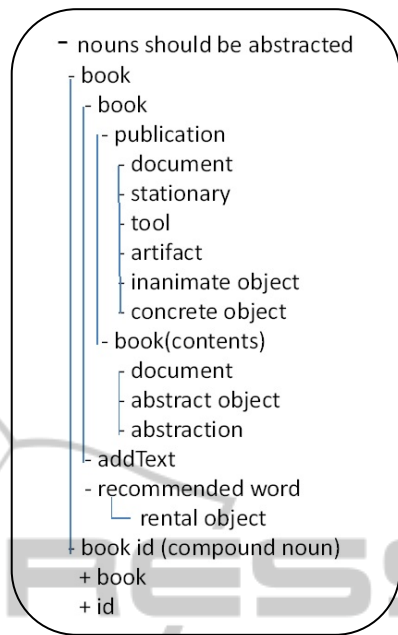 - nouns should be abstracted
- book
- book
- publication
- document
- stationary
- tool
- artifact
- inanimate object
- concrete object
- book(contents)
- document
- abstract object
- abstraction
- addText
- recommended word
rental object
- book id (compound noun)
+ book
+ id